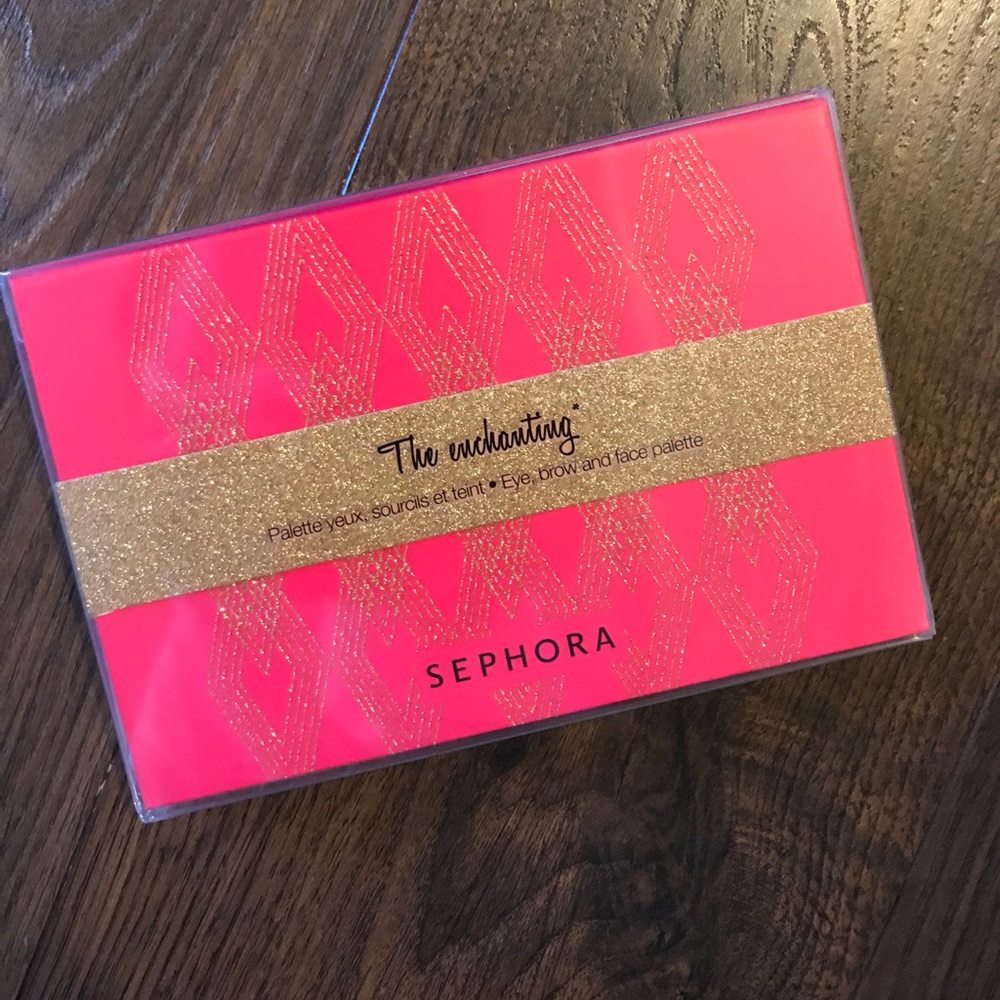 The enchanting*
Palette yeux, sourcils et teint • Eye, brow and face palette
SEPHORA